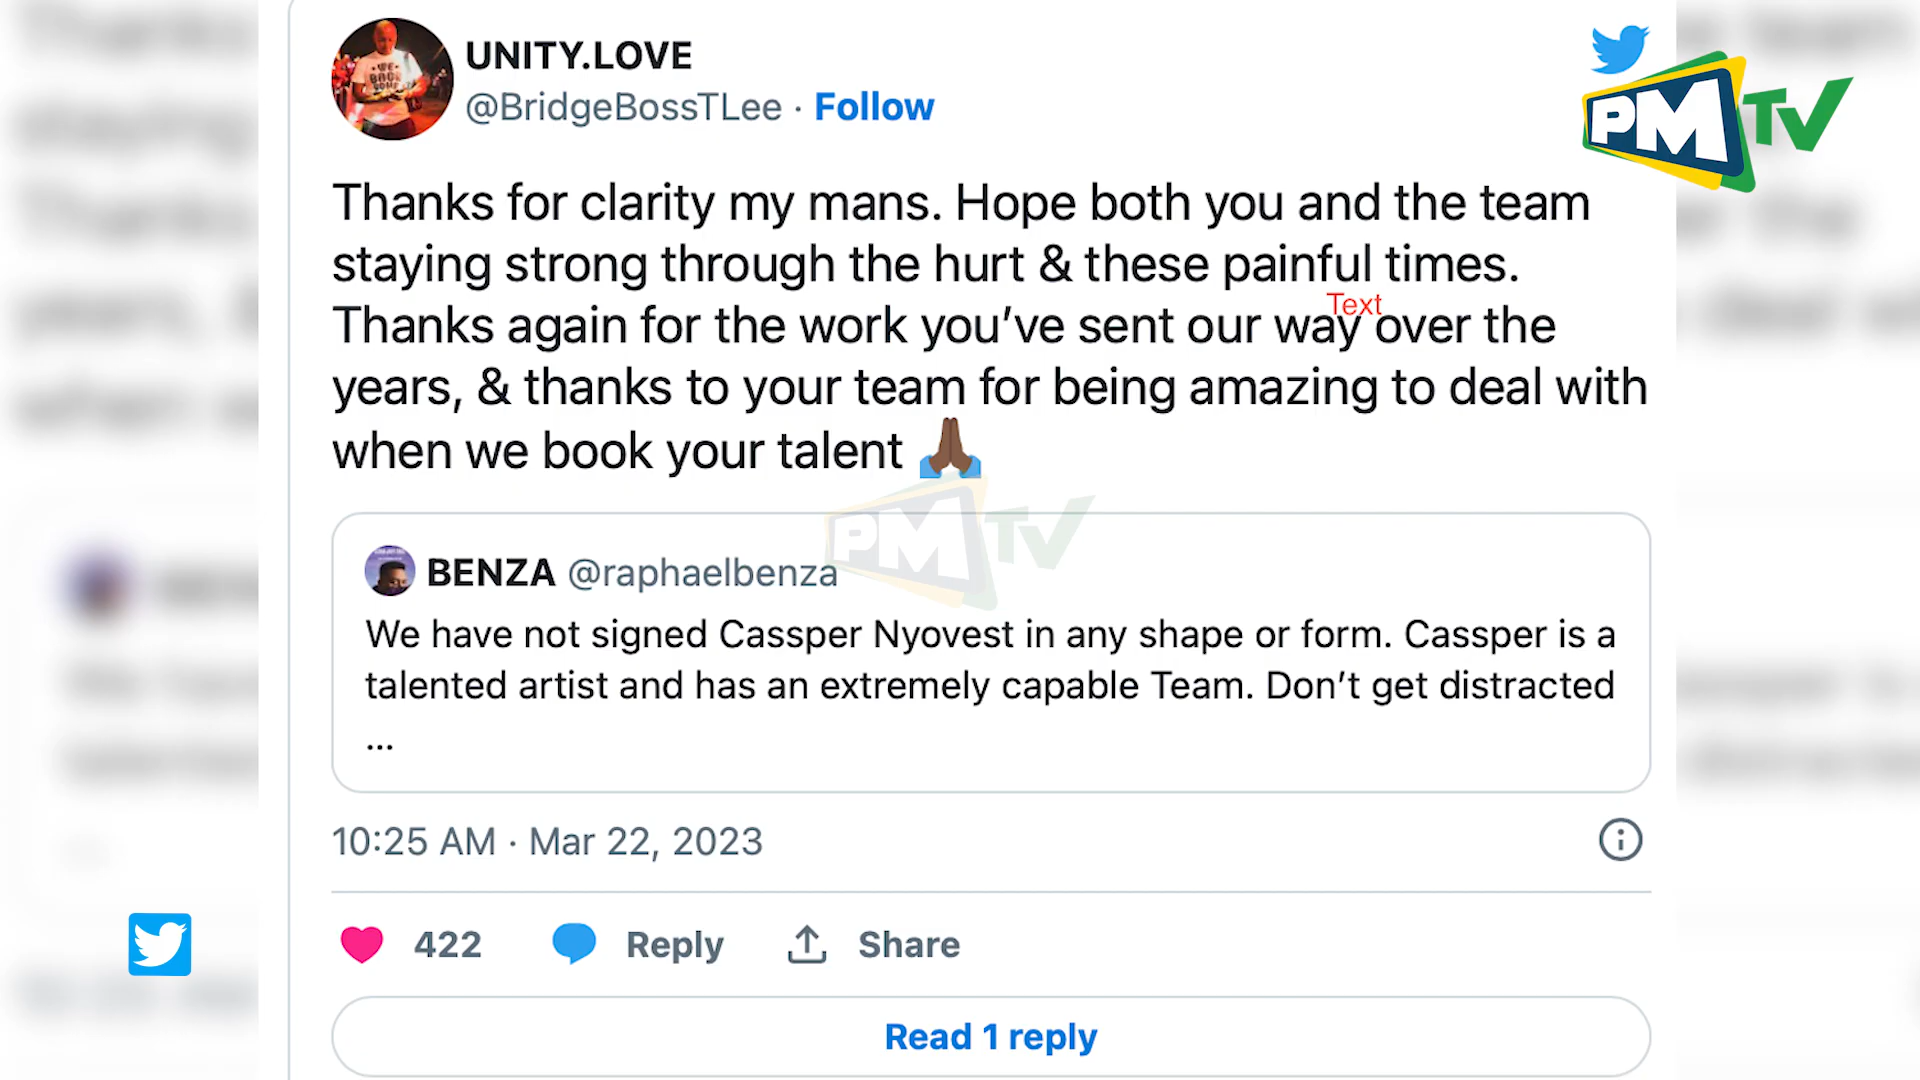 UNITY.LOVE
@BridgeBossTLee · Follow
PM TV
Thanks for clarity my mans. Hope both you and the team
staying strong through the hurt & these painful times.
Text
Thanks again for the work you’ve sent our way over the
years, & thanks to your team for being amazing to deal with
when we book your talent 🙏🏾
PM TV
BENZA @raphaelbenza
We have not signed Cassper Nyovest in any shape or form. Cassper is a
talented artist and has an extremely capable Team. Don’t get distracted
...
10:25 AM · Mar 22, 2023
422 Reply Share
Read 1 reply